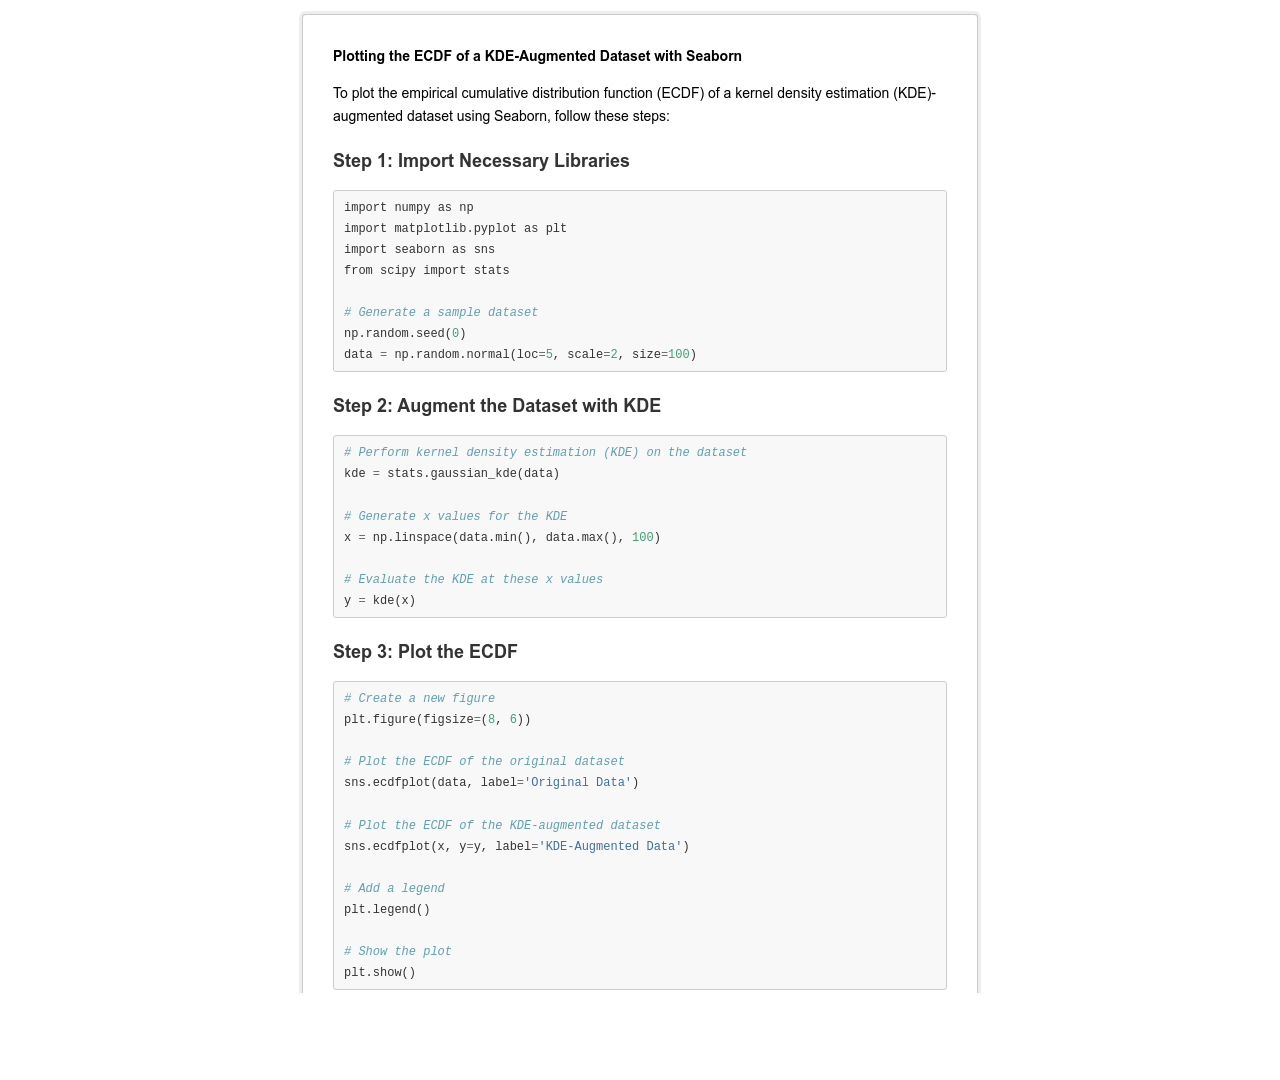 Plotting the ECDF of a KDE-Augmented Dataset with Seaborn
To plot the empirical cumulative distribution function (ECDF) of a kernel density estimation (KDE)-
augmented dataset using Seaborn, follow these steps:
Step 1: Import Necessary Libraries
import numpy as np
import matplotlib.pyplot as plt
import seaborn as sns
from scipy import stats
# Generate a sample dataset
np.random.seed(0)
data = np.random.normal(loc=5, scale=2, size=100)
Step 2: Augment the Dataset with KDE
# Perform kernel density estimation (KDE) on the dataset
kde = stats.gaussian_kde(data)
# Generate x values for the KDE
x = np.linspace(data.min(), data.max(), 100)
# Evaluate the KDE at these x values
y = kde(x)
Step 3: Plot the ECDF
# Create a new figure
plt.figure(figsize=(8, 6))
# Plot the ECDF of the original dataset
sns.ecdfplot(data, label='Original Data')
# Plot the ECDF of the KDE-augmented dataset
sns.ecdfplot(x, y=y, label='KDE-Augmented Data')
# Add a legend
plt.legend()
# Show the plot
plt.show()